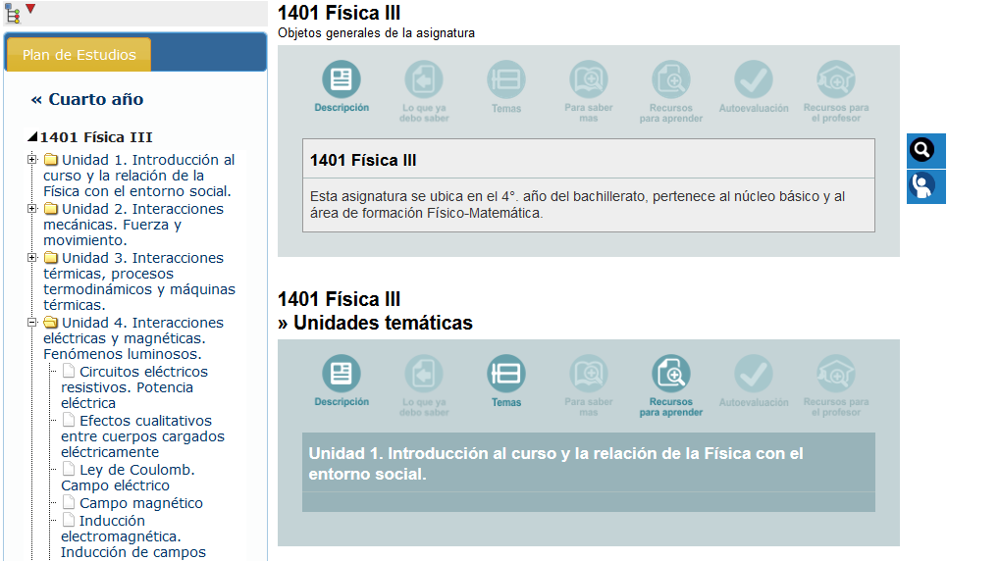 Plan de Estudios
« Cuarto año
1401 Física III
Unidad 1. Introducción al
curso y la relación de la
Física con el entorno social.
Unidad 2. Interacciones
mecánicas. Fuerza y
movimiento.
Unidad 3. Interacciones
térmicas, procesos
termodinámicos y máquinas
térmicas.
Unidad 4. Interacciones
eléctricas y magnéticas.
Fenómenos luminosos.
Circuitos eléctricos
resistivos. Potencia
eléctrica
Efectos cualitativos
entre cuerpos cargados
eléctricamente
Ley de Coulomb.
Campo eléctrico
Campo magnético
Inducción
electromagnética.
Inducción de campos
1401 Física III
Objetos generales de la asignatura
Descripción
Lo que ya
debo saber
Temas
Para saber
mas
Recursos
para aprender
Autoevaluación
Recursos para
el profesor
1401 Física III
Esta asignatura se ubica en el 4°. año del bachillerato, pertenece al núcleo básico y al
área de formación Físico-Matemática.
1401 Física III
» Unidades temáticas
Descripción
Lo que ya
debo saber
Temas
Para saber
mas
Recursos
para aprender
Autoevaluación
Recursos para
el profesor
Unidad 1. Introducción al curso y la relación de la Física con el
entorno social.